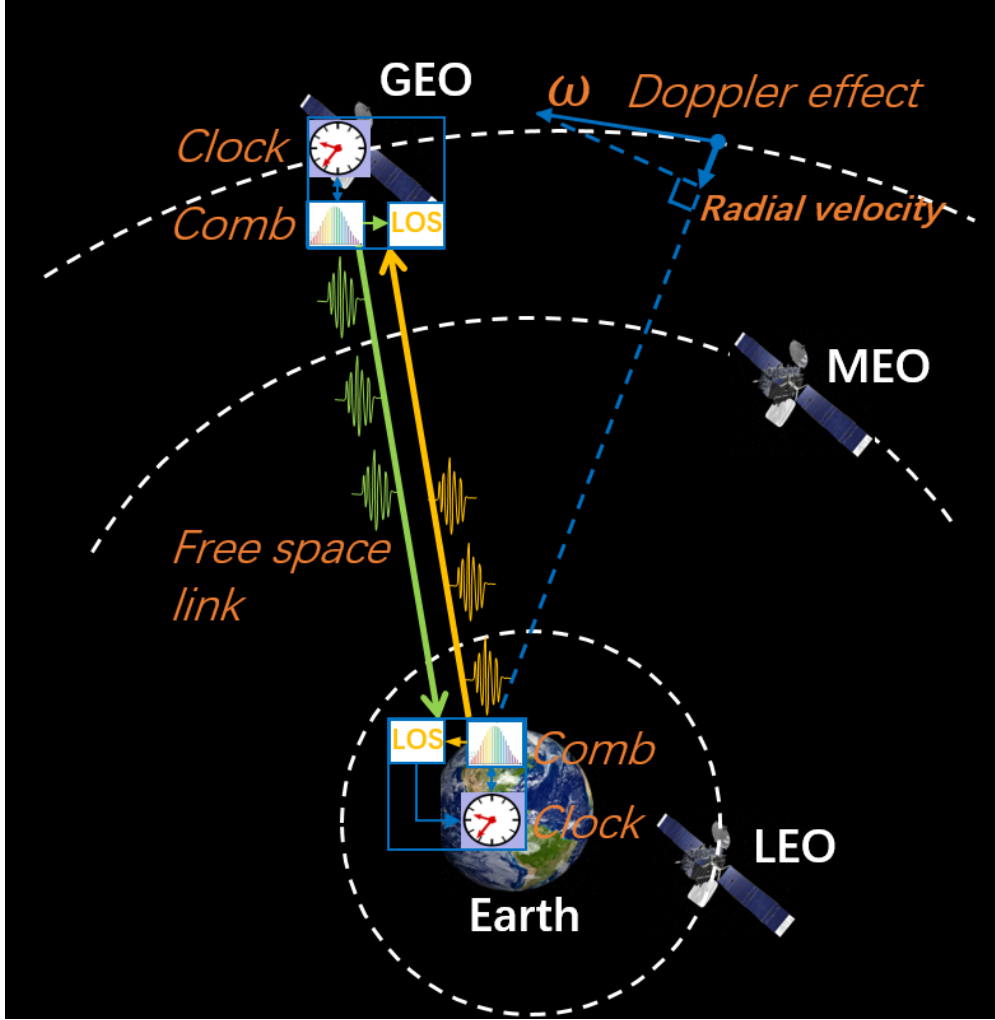 GEO
ω Doppler effect
Clock
Comb
LOS
Radial velocity
MEO
Free space
link
LOS
Comb
Clock
LEO
Earth